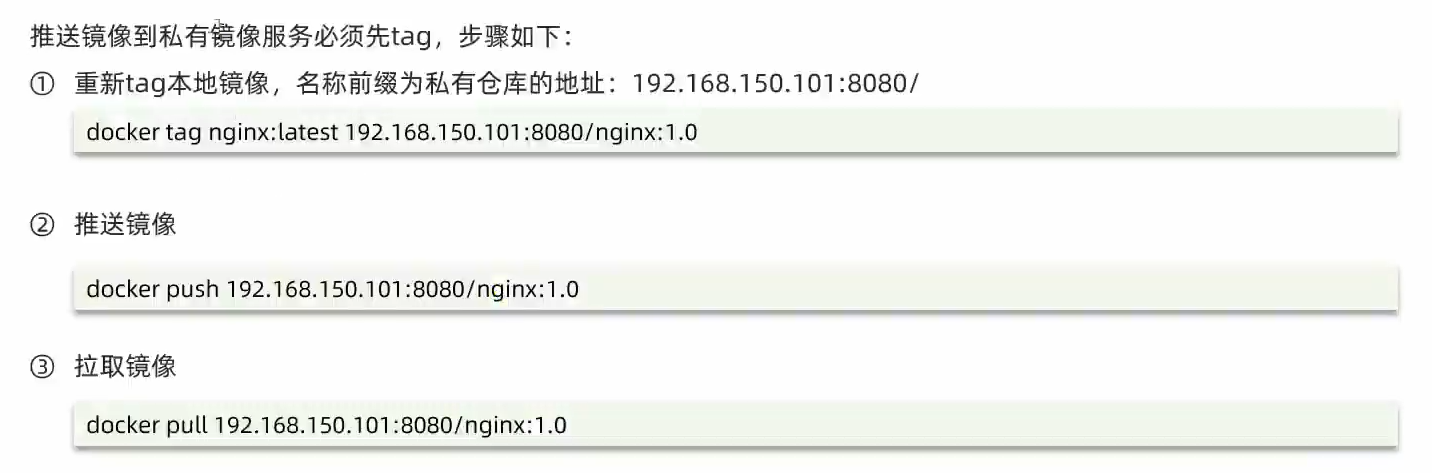 推送镜像到私有镜像服务必须先tag，步骤如下：
① 重新tag本地镜像，名称前缀为私有仓库的地址：192.168.150.101:8080/
docker tag nginx:latest 192.168.150.101:8080/nginx:1.0
② 推送镜像
docker push 192.168.150.101:8080/nginx:1.0
③ 拉取镜像
docker pull 192.168.150.101:8080/nginx:1.0